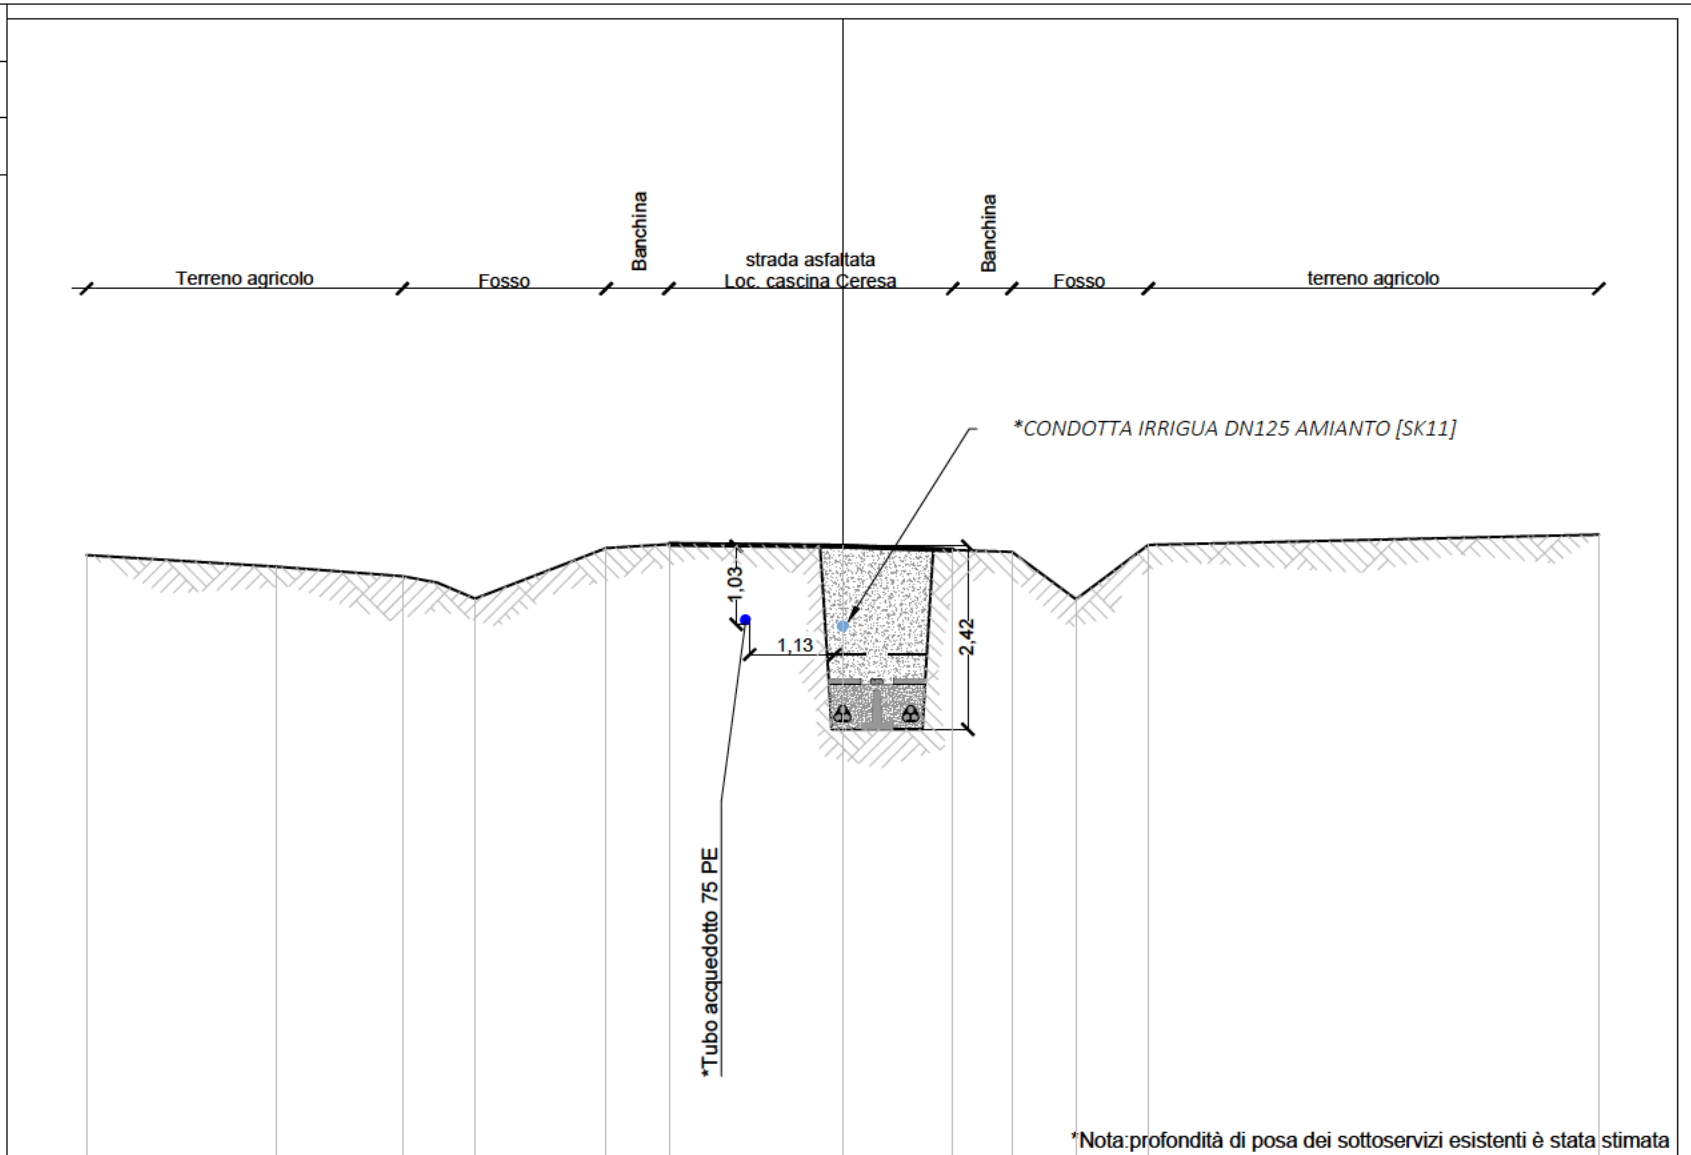 Banchina
Banchina
strada asfaltata
Terreno agricolo
Fosso
Loc. cascina Ceresa
Fosso
terreno agricolo
*CONDOTTA IRRIGUA DN125 AMIANTO [SK11]
1,03
1,13
2,42
*Tubo acquedotto 75 PE
*Nota:profondità di posa dei sottoservizi esistenti è stata stimata